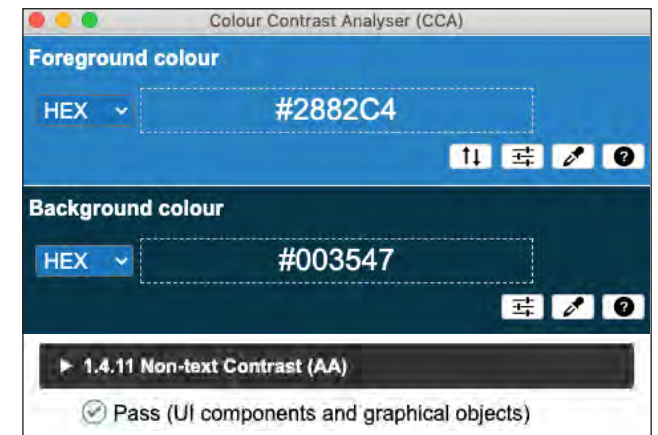 Colour Contrast Analyser (CCA)
Foreground colour
HEX
#2882C4
Background colour
HEX
#003547
1.4.11 Non-text Contrast (AA)
Pass (UI components and graphical objects)